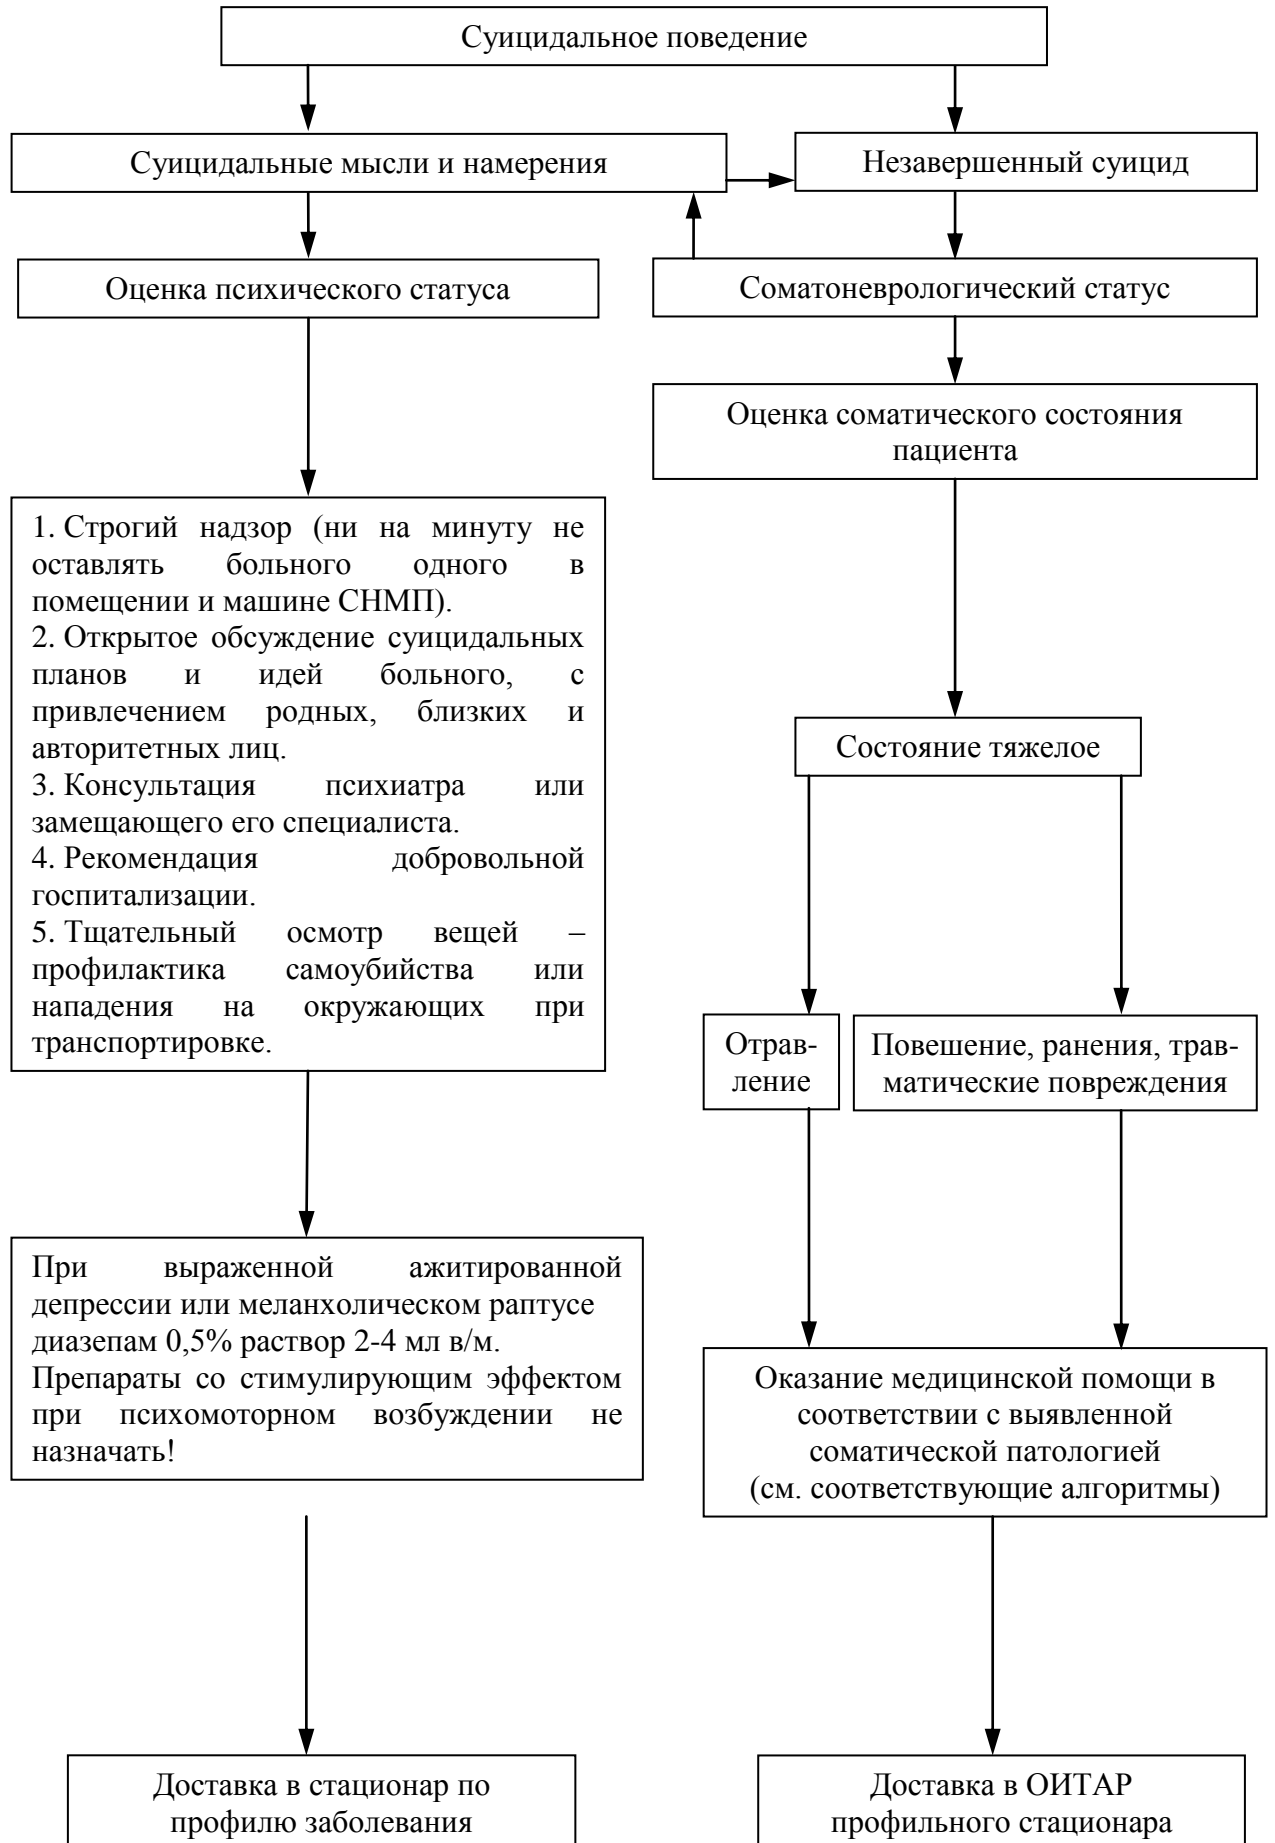 Суицидальное поведение
Суицидальные мысли и намерения
Незавершенный суицид
Оценка психического статуса
Соматоневрологический статус
Оценка соматического состояния
пациента
1. Строгий надзор (ни на минуту не
оставлять больного одного в
помещении и машине СНМП).
2. Открытое обсуждение суицидальных
планов и идей больного, с
привлечением родных, близких и
авторитетных лиц.
3. Консультация психиатра или
замещающего его специалиста.
4. Рекомендация добровольной
госпитализации.
5. Тщательный осмотр вещей –
профилактика самоубийства или
нападения на окружающих при
транспортировке.
Состояние тяжелое
Отрав-
ление
Повешение, ранения, трав-
матические повреждения
При выраженной ажитированной
депрессии или меланхолическом раптусе
диазепам 0,5% раствор 2-4 мл в/м.
Препараты со стимулирующим эффектом
при психомоторном возбуждении не
назначать!
Оказание медицинской помощи в
соответствии с выявленной
соматической патологией
(см. соответствующие алгоритмы)
Доставка в стационар по
профилю заболевания
Доставка в ОИТАР
профильного стационара